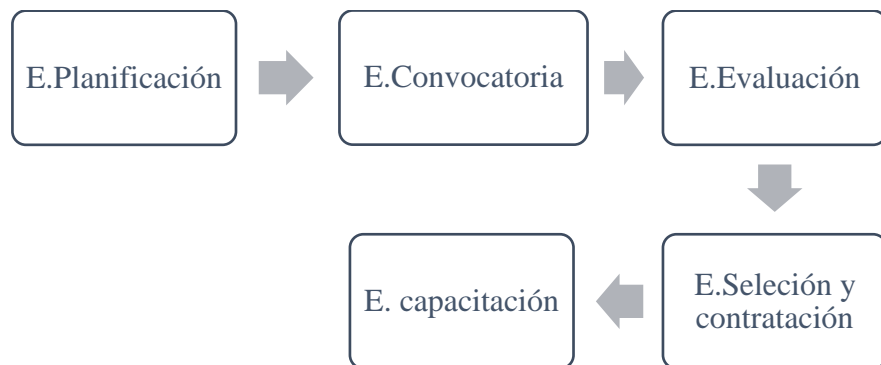 E.Planificación
E.Convocatoria
E.Evaluación
E.Seleción y
contratación
E. capacitación